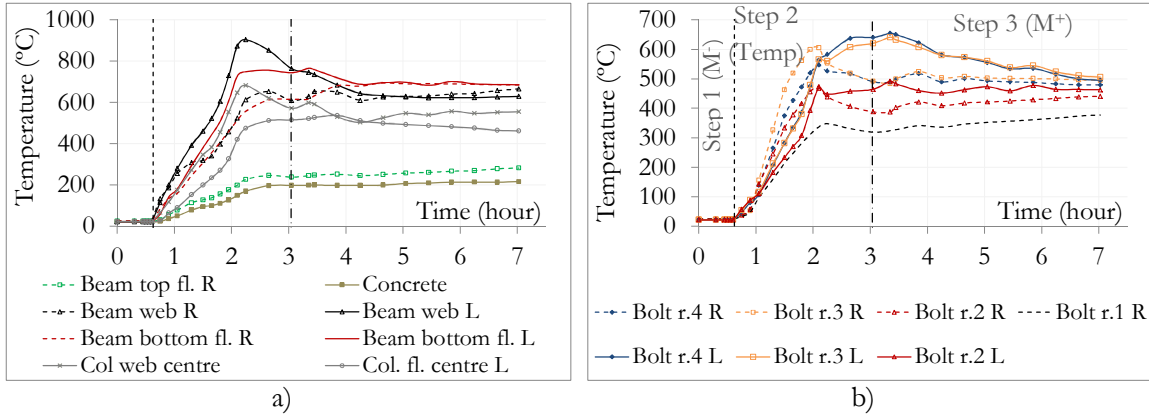 1000
800
600
400
200
0
Temperature (ºC)
Time (hour)
0 1 2 3 4 5 6 7
Beam top fl. R
Concrete
Beam web R
Beam web L
Beam bottom fl. R
Beam bottom fl. L
Col web centre
Col. fl. centre L
a)
700
600
500
400
300
200
100
0
Temperature (ºC)
Step 1 (M-)
Step 2
(Temp)
Step 3 (M+)
Time (hour)
0 1 2 3 4 5 6 7
Bolt r.4 R
Bolt r.3 R
Bolt r.2 R
Bolt r.1 R
Bolt r.4 L
Bolt r.3 L
Bolt r.2 L
b)